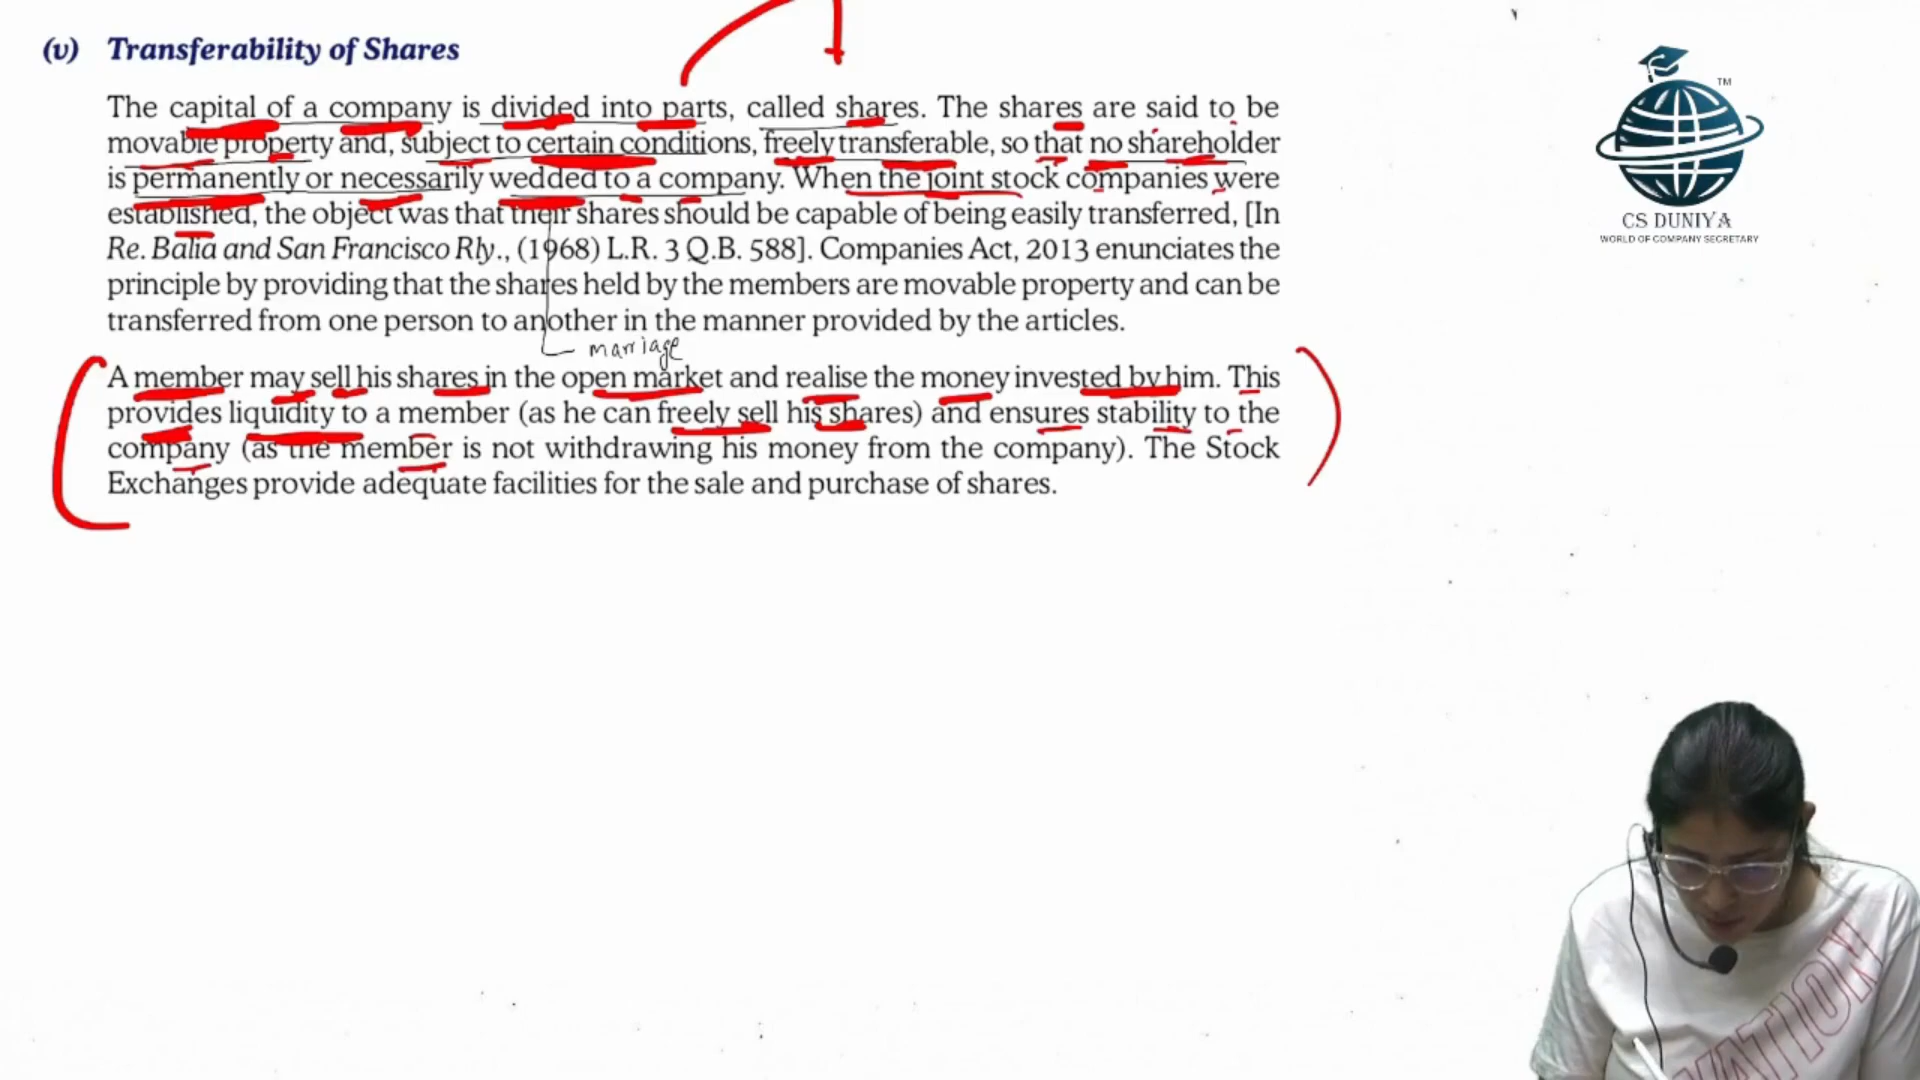 (v) Transferability of Shares
The capital of a company is divided into parts, called shares. The shares are said to be
movable property and, subject to certain conditions, freely transferable, so that no shareholder
is permanently or necessarily wedded to a company. When the joint stock companies were
established, the object was that their shares should be capable of being easily transferred, [In
Re. Balia and San Francisco Rly., (1968) L.R. 3 Q.B. 588]. Companies Act, 2013 enunciates the
principle by providing that the shares held by the members are movable property and can be
transferred from one person to another in the manner provided by the articles.
marriage
A member may sell his shares in the open market and realise the money invested by him. This
provides liquidity to a member (as he can freely sell his shares) and ensures stability to the
company (as the member is not withdrawing his money from the company). The Stock
Exchanges provide adequate facilities for the sale and purchase of shares.
TM
CS DUNIYA
WORLD OF COMPANY SECRETARY
VATION